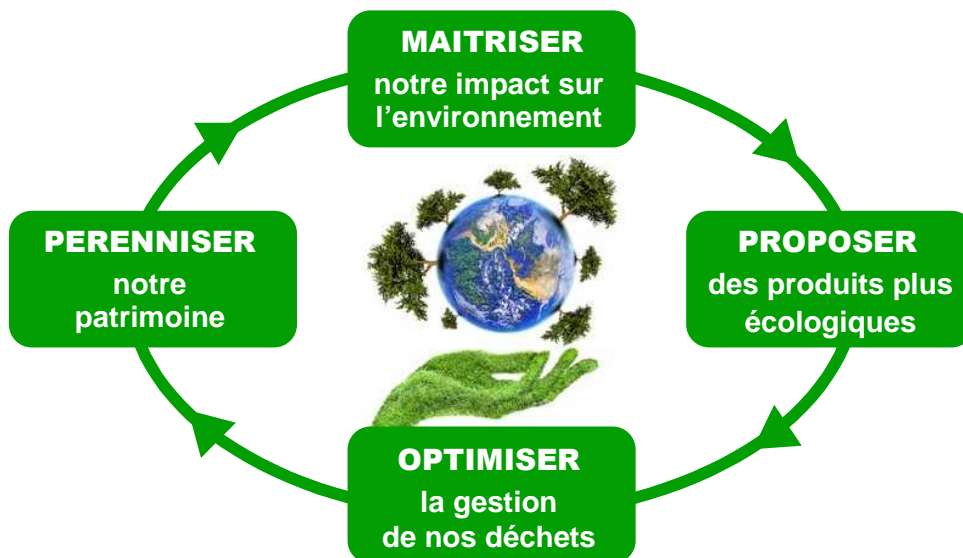 MAITRISER
notre impact sur
l’environnement
PROPOSER
des produits plus
écologiques
OPTIMISER
la gestion
de nos déchets
PERENNISER
notre
patrimoine